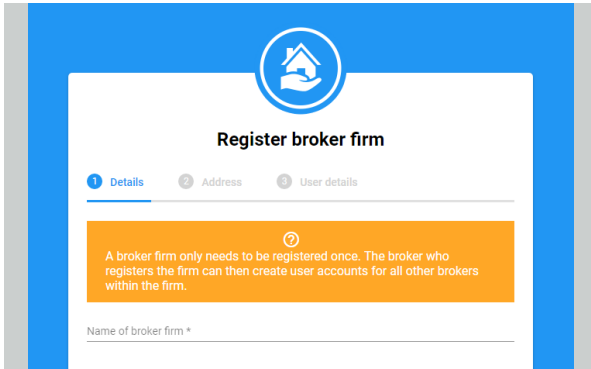 Register broker firm
1 Details 2 Address 3 User details
A broker firm only needs to be registered once. The broker who
registers the firm can then create user accounts for all other brokers
within the firm.
Name of broker firm *